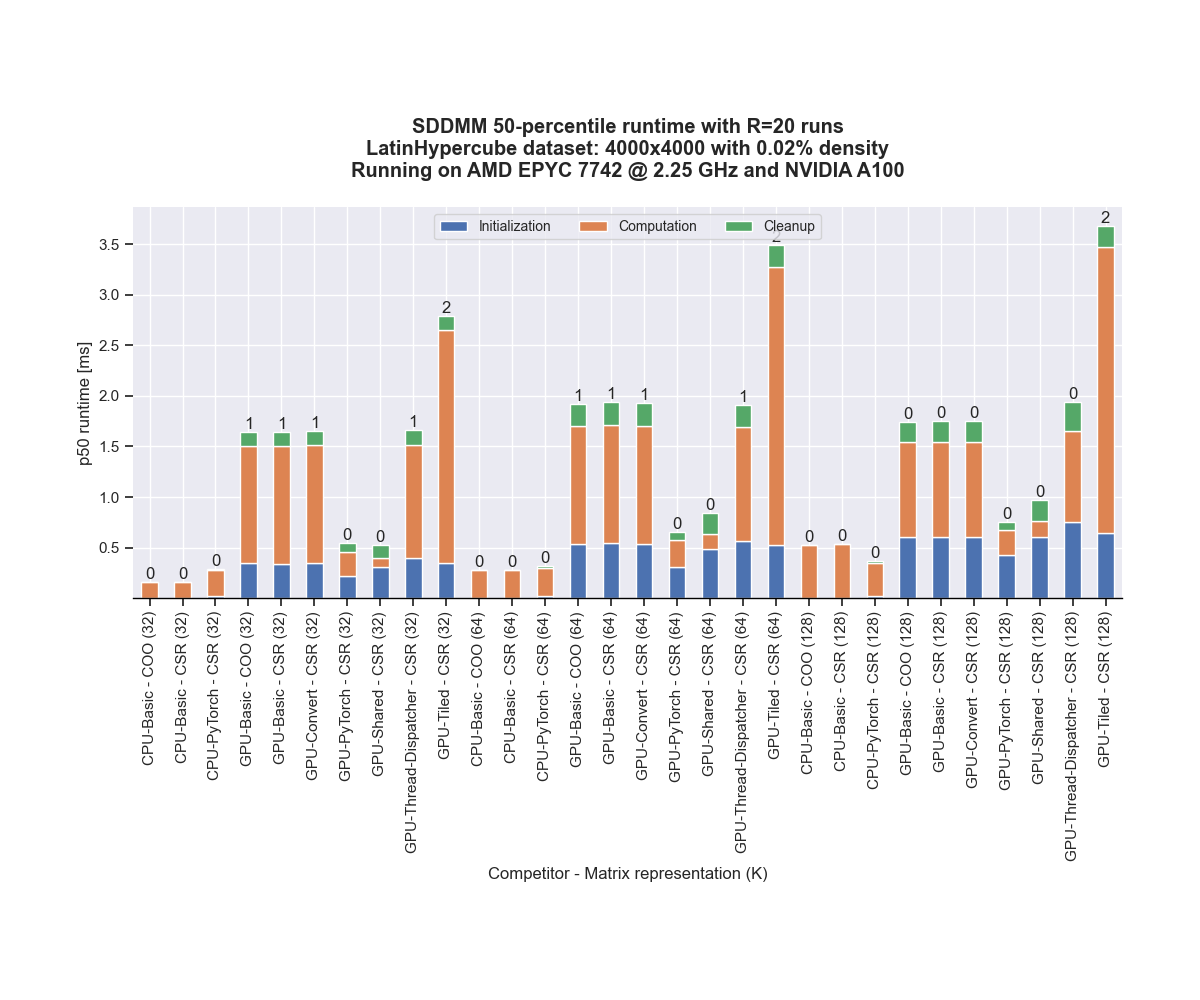 SDDMM 50-percentile runtime with R=20 runs
LatinHypercube dataset: 4000x4000 with 0.02% density
Running on AMD EPYC 7742 @ 2.25 GHz and NVIDIA A100
Initialization Computation Cleanup
p50 runtime [ms]
3.5
3.0
2.5
2.0
1.5
1.0
0.5
0 0 0 1 1 1 0 0 1 2 0 0 0 1 1 1 0 0 1 2 0 0 0 0 0 0 0 0 0 2
CPU-Basic - COO (32)
CPU-Basic - CSR (32)
CPU-PyTorch - CSR (32)
GPU-Basic - COO (32)
GPU-Basic - CSR (32)
GPU-Convert - CSR (32)
GPU-PyTorch - CSR (32)
GPU-Shared - CSR (32)
GPU-Thread-Dispatcher - CSR (32)
GPU-Tiled - CSR (32)
CPU-Basic - COO (64)
CPU-Basic - CSR (64)
CPU-PyTorch - CSR (64)
GPU-Basic - COO (64)
GPU-Basic - CSR (64)
GPU-Convert - CSR (64)
GPU-PyTorch - CSR (64)
GPU-Shared - CSR (64)
GPU-Thread-Dispatcher - CSR (64)
GPU-Tiled - CSR (64)
CPU-Basic - COO (128)
CPU-Basic - CSR (128)
CPU-PyTorch - CSR (128)
GPU-Basic - COO (128)
GPU-Basic - CSR (128)
GPU-Convert - CSR (128)
GPU-PyTorch - CSR (128)
GPU-Shared - CSR (128)
GPU-Thread-Dispatcher - CSR (128)
GPU-Tiled - CSR (128)
Competitor - Matrix representation (K)